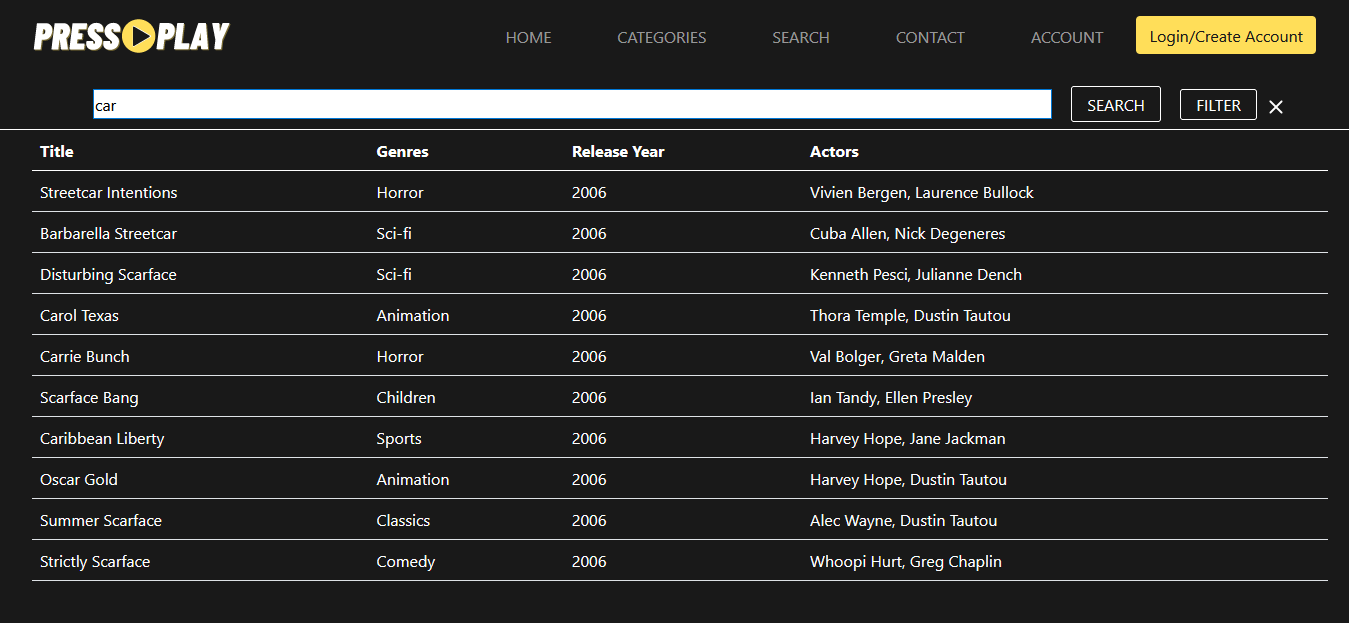 PRESS PLAY HOME CATEGORIES SEARCH CONTACT ACCOUNT Login/Create Account
car SEARCH FILTER ×
Title Genres Release Year Actors
Streetcar Intentions Horror 2006 Vivien Bergen, Laurence Bullock
Barbarella Streetcar Sci-fi 2006 Cuba Allen, Nick Degeneres
Disturbing Scarface Sci-fi 2006 Kenneth Pesci, Julianne Dench
Carol Texas Animation 2006 Thora Temple, Dustin Tautou
Carrie Bunch Horror 2006 Val Bolger, Greta Malden
Scarface Bang Children 2006 Ian Tandy, Ellen Presley
Caribbean Liberty Sports 2006 Harvey Hope, Jane Jackman
Oscar Gold Animation 2006 Harvey Hope, Dustin Tautou
Summer Scarface Classics 2006 Alec Wayne, Dustin Tautou
Strictly Scarface Comedy 2006 Whoopi Hurt, Greg Chaplin